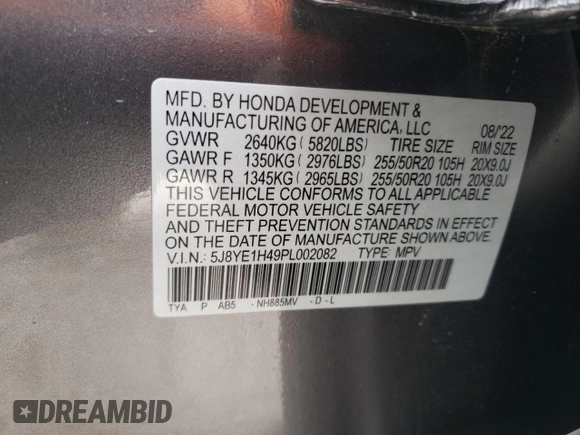 MFD. BY HONDA DEVELOPMENT &
MANUFACTURING OF AMERICA, LLC 08/'22
GVWR 2640KG(5820LBS) TIRE SIZE RIM SIZE
GAWR F 1350KG(2976LBS) 255/50R20 105H 20X9.0J
GAWR R 1345KG(2965LBS) 255/50R20 105H 20X9.0J
THIS VEHICLE CONFORMS TO ALL APPLICABLE
FEDERAL MOTOR VEHICLE SAFETY
AND THEFT PREVENTION STANDARDS IN EFFECT
ON THE DATE OF MANUFACTURE SHOWN ABOVE.
V.I.N.: 5J8YE1H49PL002082 TYPE: MPV
TYA P AB5 -NH885MV -D-L
DREAMBID